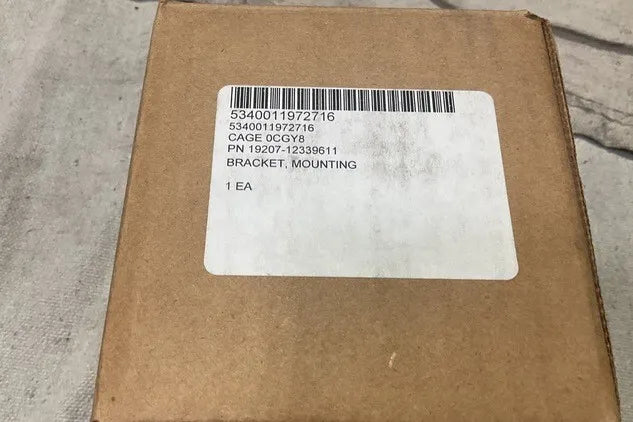 5340011972716
5340011972716
CAGE 0CGY8
PN 19207-12339611
BRACKET, MOUNTING
1 EA